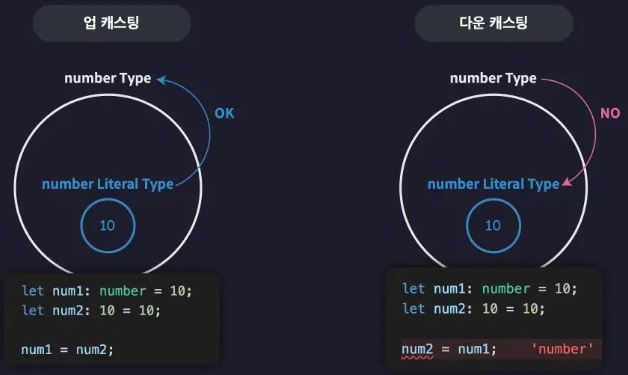 업 캐스팅
number Type
OK
number Literal Type
10
let num1: number = 10;
let num2: 10 = 10;
num1 = num2;
다운 캐스팅
number Type
NO
number Literal Type
10
let num1: number = 10;
let num2: 10 = 10;
num2 = num1; 'number'